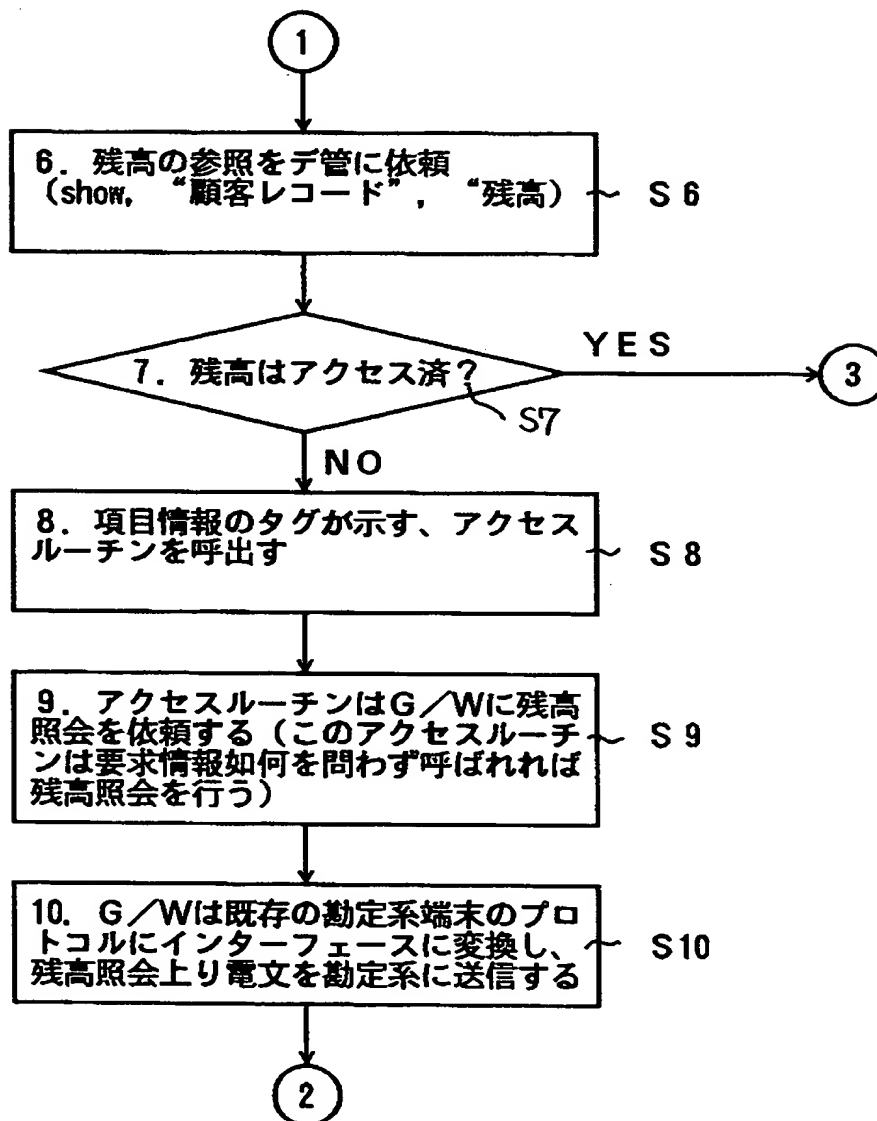 1
6．残高の参照をデ管に依頼
（show, “顧客レコード”, “残高）
S6
7．残高はアクセス済？
YES
3
S7
NO
8．項目情報のタグが示す、アクセス
ルーチンを呼出す
S8
9．アクセスルーチンはG／Wに残高
照会を依頼する（このアクセスルーチ
ンは要求情報如何を問わず呼ばれれば
残高照会を行う）
S9
10．G／Wは既存の勘定系端末のプロ
トコルにインターフェースに変換し、
残高照会上り電文を勘定系に送信する
S10
2